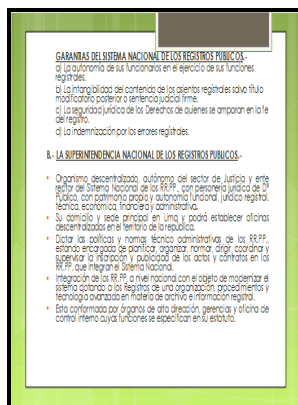 GARANTIAS DEL SISTEMA NACIONAL DE LOS REGISTROS PUBLICOS.-
a) La autonomía de sus funcionarios en el ejercicio de sus funciones
registrales.
b) La intangibilidad del contenido de los asientos registrales salvo título
modificatorio posterior o sentencia judicial firme.
c) La seguridad jurídica de los Derechos de quienes se amparan en la fe
del registro.
d) La indemnización por los errores regístrales.
B.- LA SUPERINTENDENCIA NACIONAL DE LOS REGISTROS PUBLICOS.-
• Organismo descentralizado, autónomo del sector de Justicia y ente
rector del Sistema Nacional de los RR.PP., con personería jurídica de Dº
Público, con patrimonio propio y autonomía funcional, jurídico registral,
técnica, económica, financiera y administrativa.
• Su domicilio y sede principal en Lima y podrá establecer oficinas
descentralizadas en el territorio de la republica.
• Dictar las políticas y normas técnico administrativas de los RR.PP.,
estando encargada de planificar, organizar, normar, dirigir, coordinar y
supervisar la inscripción y publicidad de los actos y contratos en los
RR.PP., que integran el Sistema Nacional.
• Integración de los RR.PP. a nivel nacional con el objeto de modernizar el
sistema dotando a los Registros de una organización, procedimientos y
tecnología avanzada en materia de archivo e información registral.
• Esta conformada por órganos de alta dirección, gerencias y oficina de
control interno cuyas funciones se especifican en su estatuto.